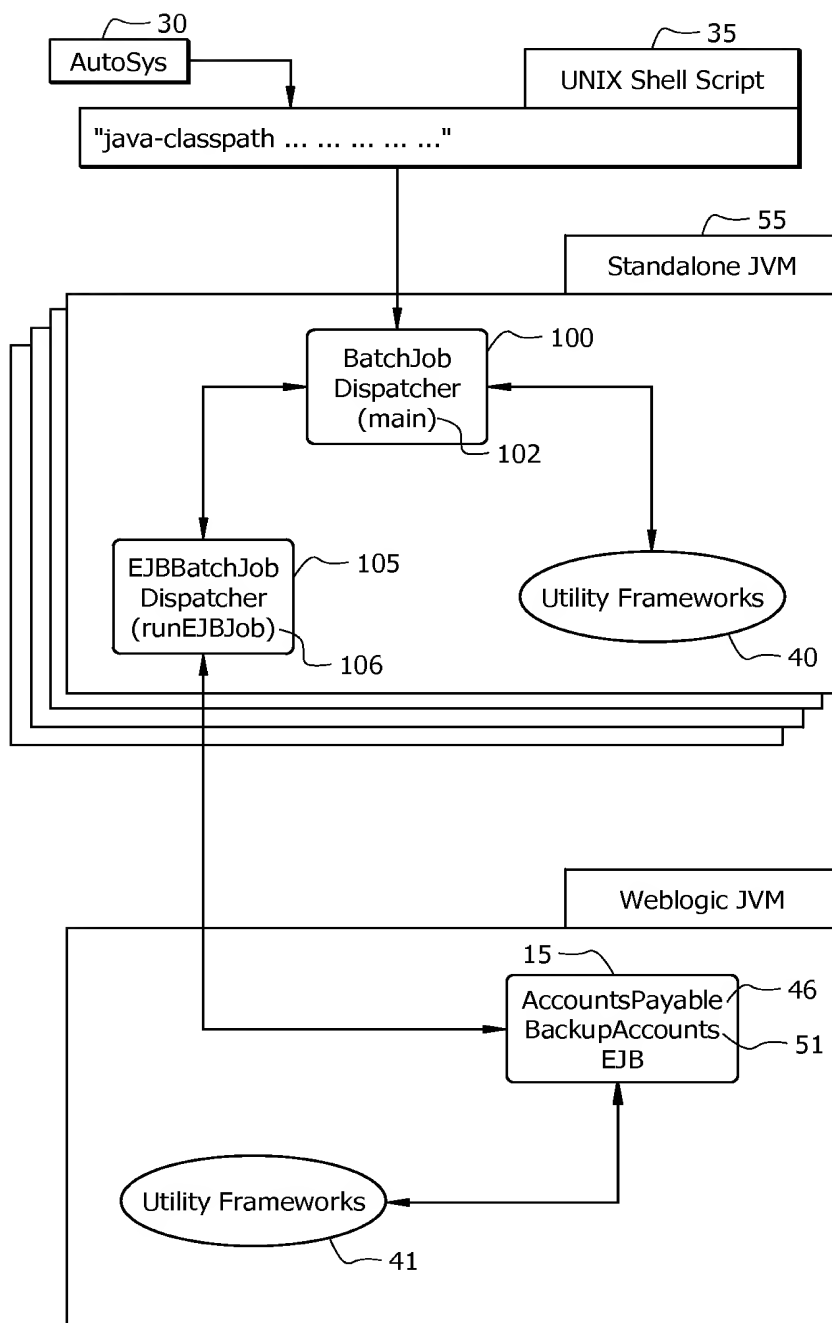 30
AutoSys
35
UNIX Shell Script
"java-classpath ... ... ... ... ..."
55
Standalone JVM
100
BatchJob
Dispatcher
(main)
102
EJBBatchJob
Dispatcher
(runEJBJob)
105
106
Utility Frameworks
40
Weblogic JVM
15
AccountsPayable
46
BackupAccounts
51
EJB
Utility Frameworks
41